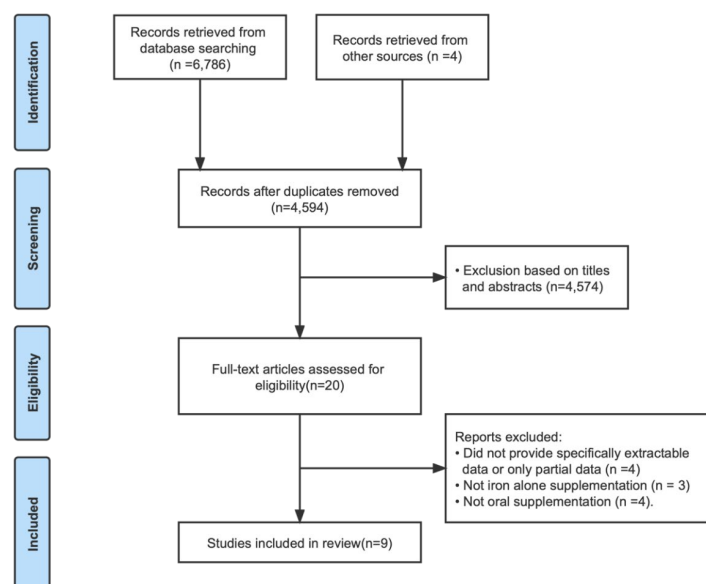 Identification
Records retrieved from
database searching
(n =6,786)
Records retrieved from
other sources (n =4)
Screening
Records after duplicates removed
(n=4,594)
• Exclusion based on titles
and abstracts (n=4,574)
Eligibility
Full-text articles assessed for
eligibility(n=20)
Reports excluded:
• Did not provide specifically extractable
data or only partial data (n =4)
• Not iron alone supplementation (n = 3)
• Not oral supplementation (n =4).
Included
Studies included in review(n=9)